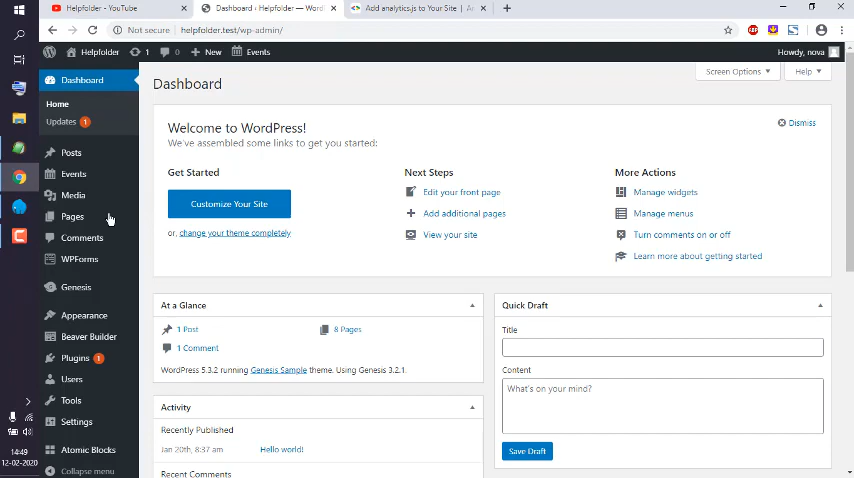 Helpfolder - YouTube
Dashboard ‹ Helpfolder — Word
Add analytics.js to Your Site | An
Not secure | helpfolder.test/wp-admin/
ABP
Helpfolder 1 0 New Events
Howdy, nova
Dashboard
Home
Updates 1
Posts
Events
Media
Pages
Comments
WPForms
Genesis
Appearance
Beaver Builder
Plugins 1
Users
Tools
Settings
Atomic Blocks
Collapse menu
14:49
12-02-2020
Screen Options
Help
Dashboard
Welcome to WordPress!
We've assembled some links to get you started:
Dismiss
Get Started
Customize Your Site
or, change your theme completely
Next Steps
Edit your front page
Add additional pages
View your site
More Actions
Manage widgets
Manage menus
Turn comments on or off
Learn more about getting started
At a Glance
1 Post
8 Pages
1 Comment
WordPress 5.3.2 running Genesis Sample theme. Using Genesis 3.2.1.
Activity
Recently Published
Jan 20th, 8:37 am Hello world!
Recent Comments
Quick Draft
Title
Content
What's on your mind?
Save Draft